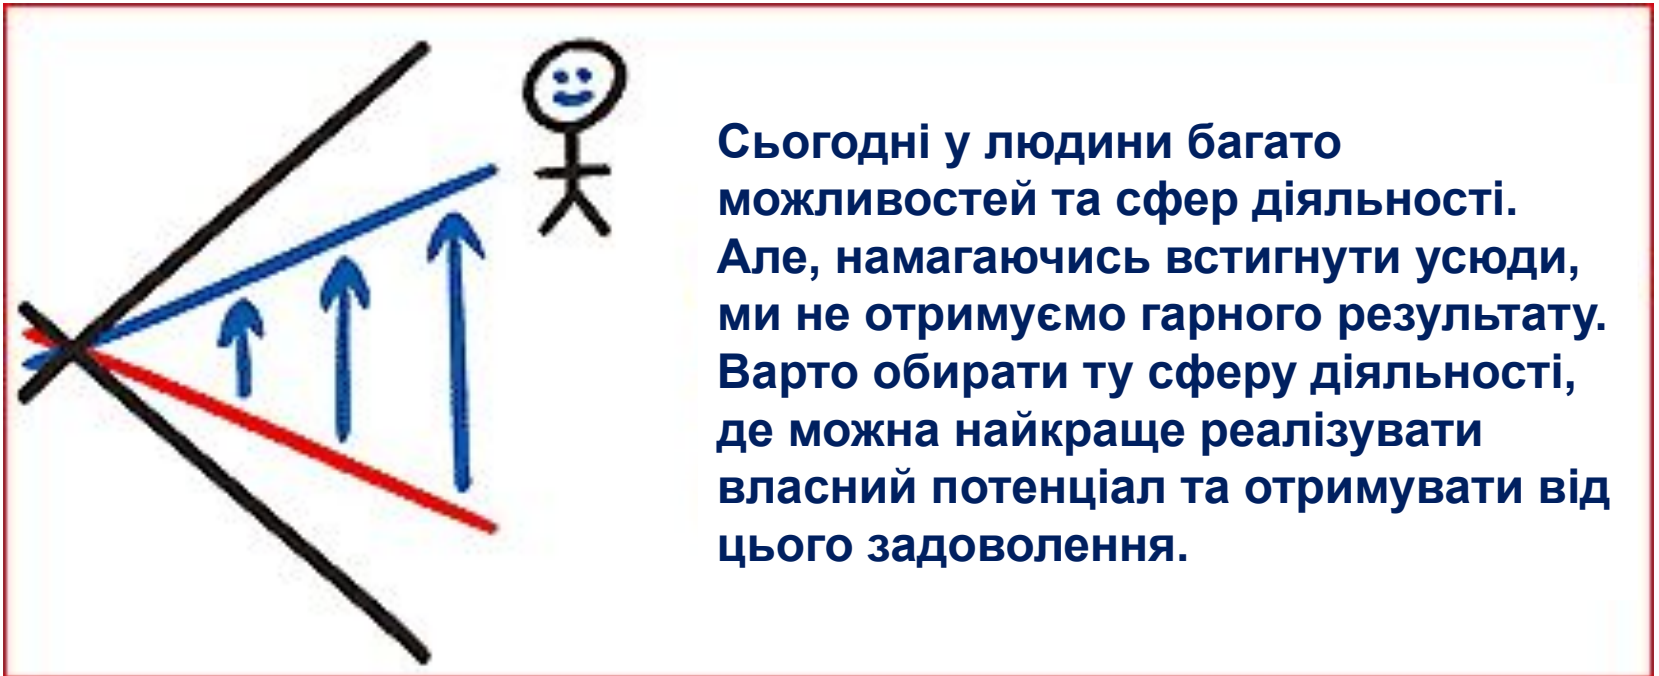 Сьогодні у людини багато
можливостей та сфер діяльності.
Але, намагаючись встигнути усюди,
ми не отримуємо гарного результату.
Варто обирати ту сферу діяльності,
де можна найкраще реалізувати
власний потенціал та отримувати від
цього задоволення.